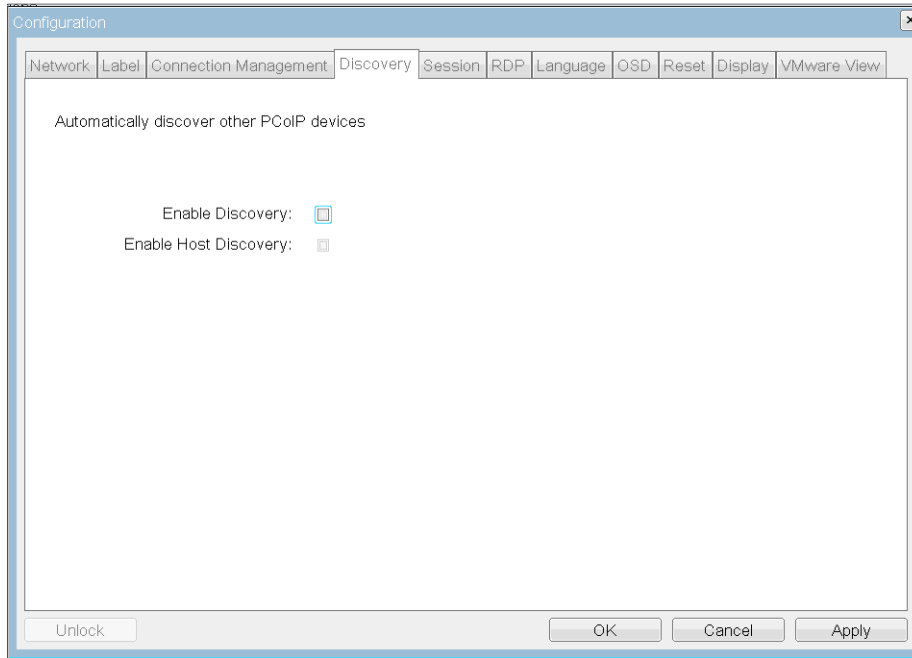 Configuration
Network Label Connection Management Discovery Session RDP Language OSD Reset Display VMware View
Automatically discover other PCoIP devices
Enable Discovery:
Enable Host Discovery:
Unlock OK Cancel Apply